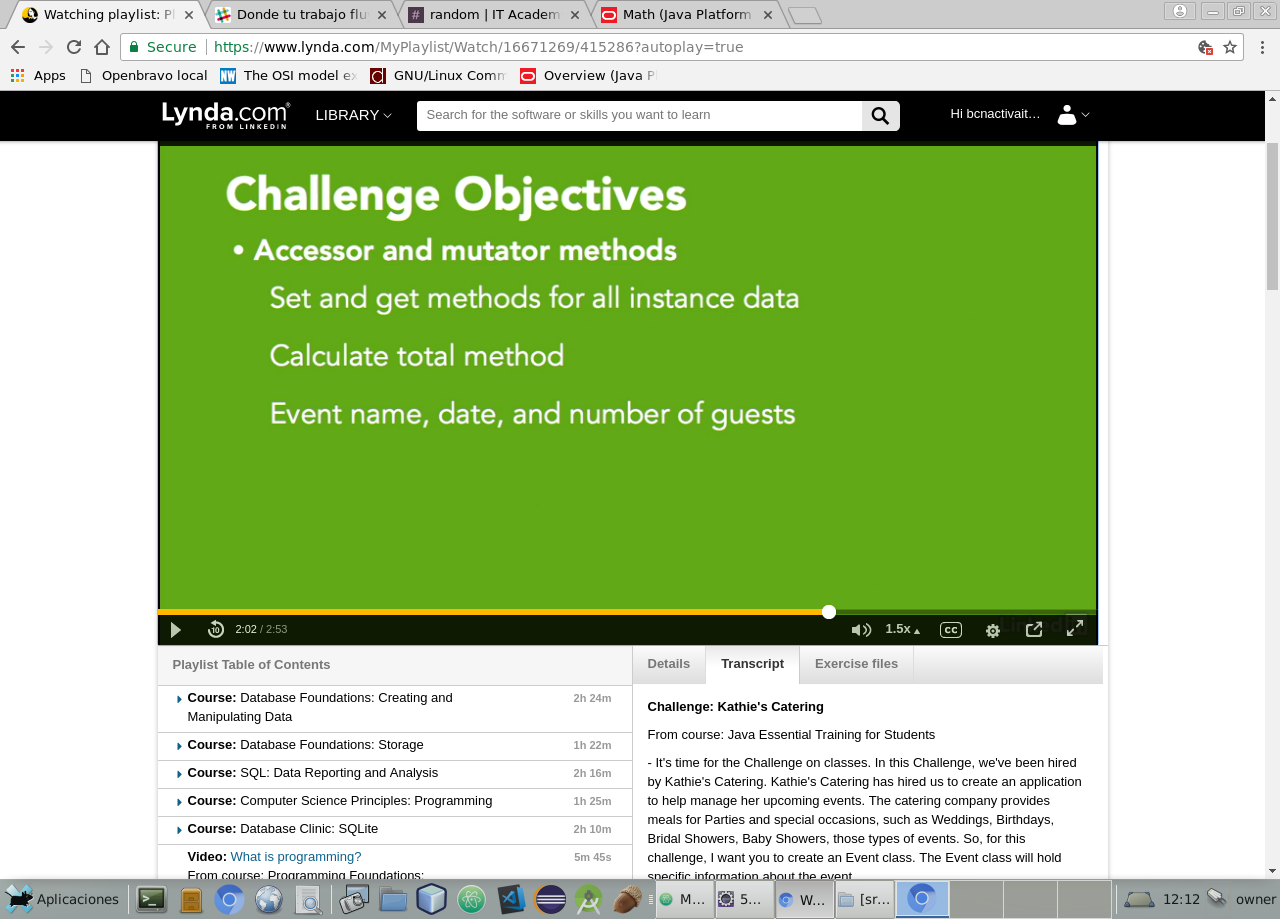 Watching playlist: Pl
Donde tu trabajo flu
random | IT Academ
Math (Java Platform
Secure
https://www.lynda.com/MyPlaylist/Watch/16671269/415286?autoplay=true
Apps
Openbravo local
The OSI model ex
GNU/Linux Comm
Overview (Java Pl
Lynda.com
FROM LINKEDIN
LIBRARY
Search for the software or skills you want to learn
Hi bcnactivait...
Challenge Objectives
• Accessor and mutator methods
Set and get methods for all instance data
Calculate total method
Event name, date, and number of guests
10
2:02 / 2:53
1.5x
CC
Playlist Table of Contents
Course: Database Foundations: Creating and
Manipulating Data
2h 24m
Course: Database Foundations: Storage
1h 22m
Course: SQL: Data Reporting and Analysis
2h 16m
Course: Computer Science Principles: Programming
1h 25m
Course: Database Clinic: SQLite
2h 10m
Video: What is programming?
5m 45s
From course: Programming Foundations:
Details
Transcript
Exercise files
Challenge: Kathie's Catering
From course: Java Essential Training for Students
- It's time for the Challenge on classes. In this Challenge, we've been hired
by Kathie's Catering. Kathie's Catering has hired us to create an application
to help manage her upcoming events. The catering company provides
meals for Parties and special occasions, such as Weddings, Birthdays,
Bridal Showers, Baby Showers, those types of events. So, for this
challenge, I want you to create an Event class. The Event class will hold
specific information about the event
Aplicaciones
M...
5...
W...
[sr...
12:12
owner